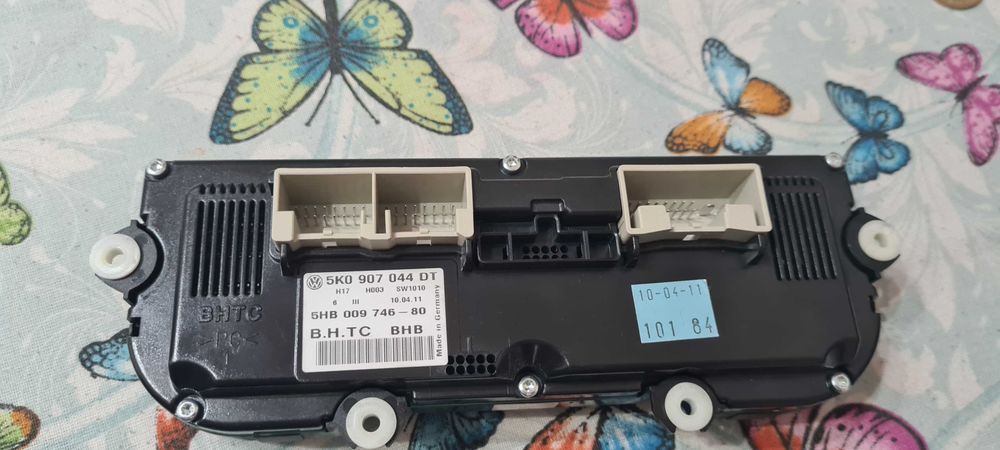 5K0 907 044 DT
H17 H003 SW1010
6 III 10.04.11
5HB 009 746-80
B.H.TC BHB
Made in Germany
10-04-11
101 84
BHTC
>PC<